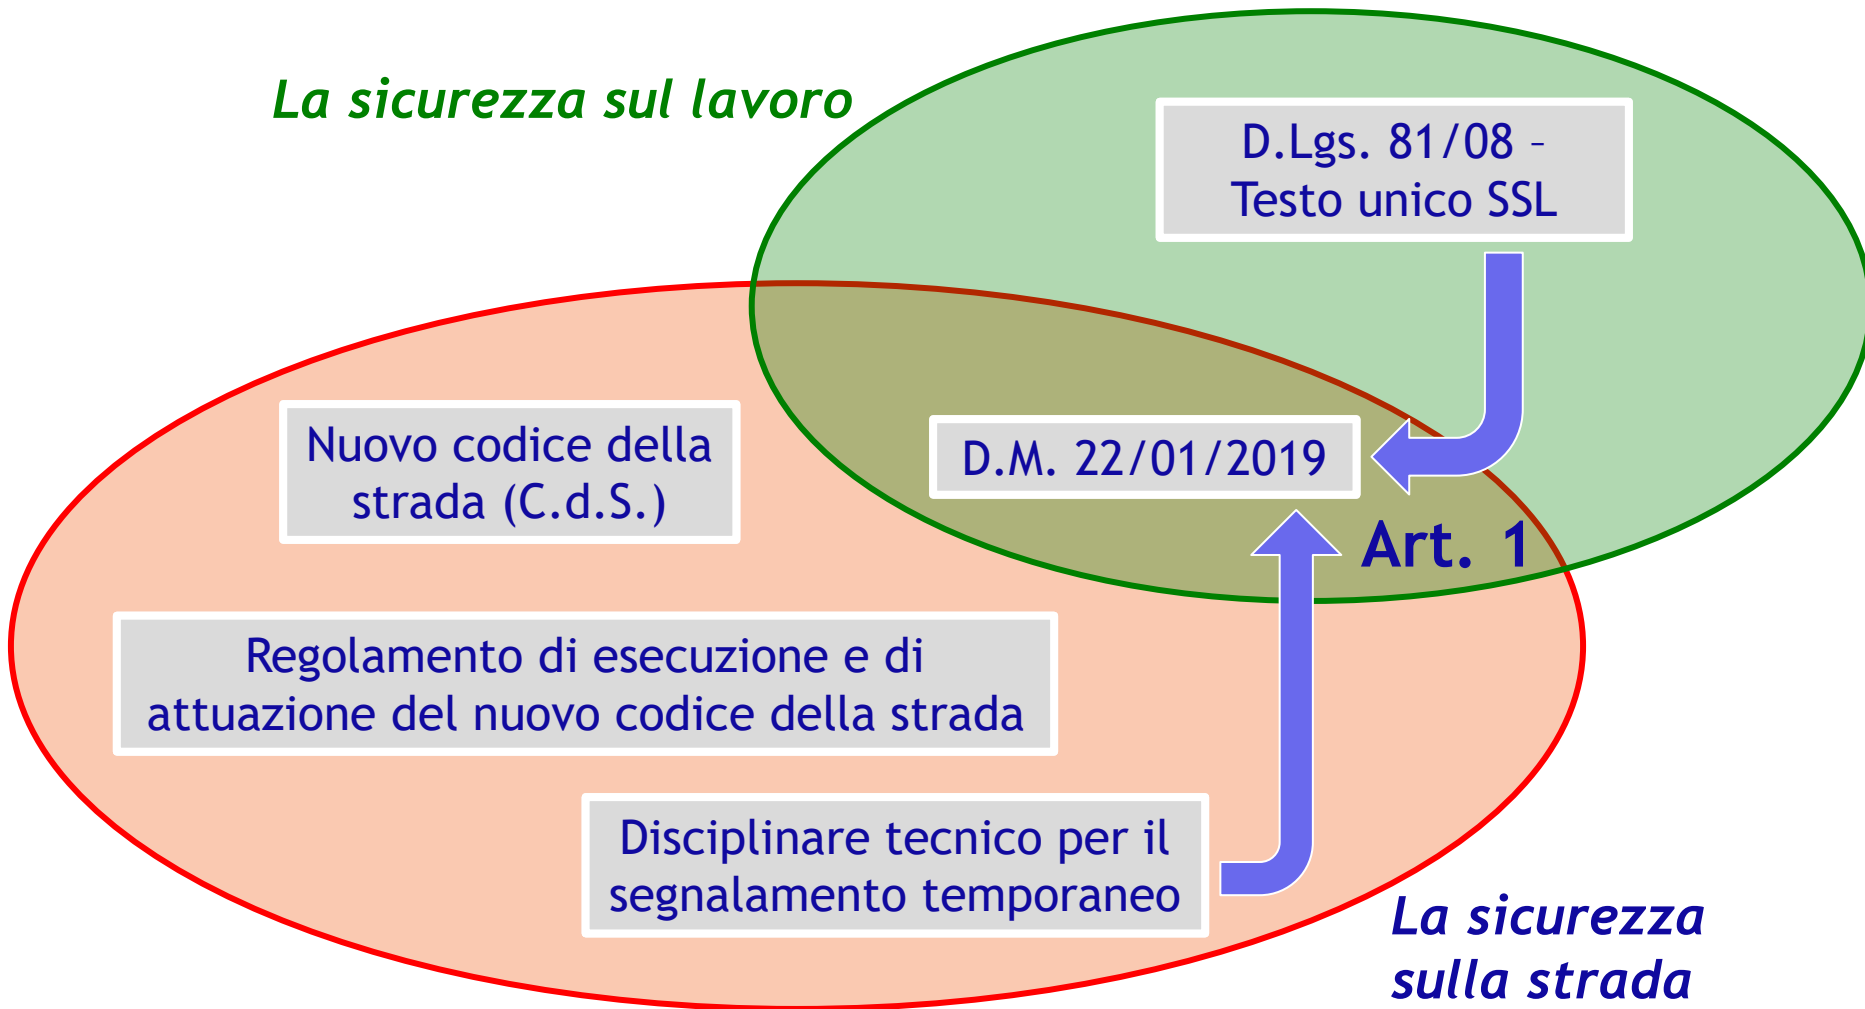 La sicurezza sul lavoro
D.Lgs. 81/08 –
Testo unico SSL
Nuovo codice della
strada (C.d.S.)
D.M. 22/01/2019
Art. 1
Regolamento di esecuzione e di
attuazione del nuovo codice della strada
Disciplinare tecnico per il
segnalamento temporaneo
La sicurezza
sulla strada